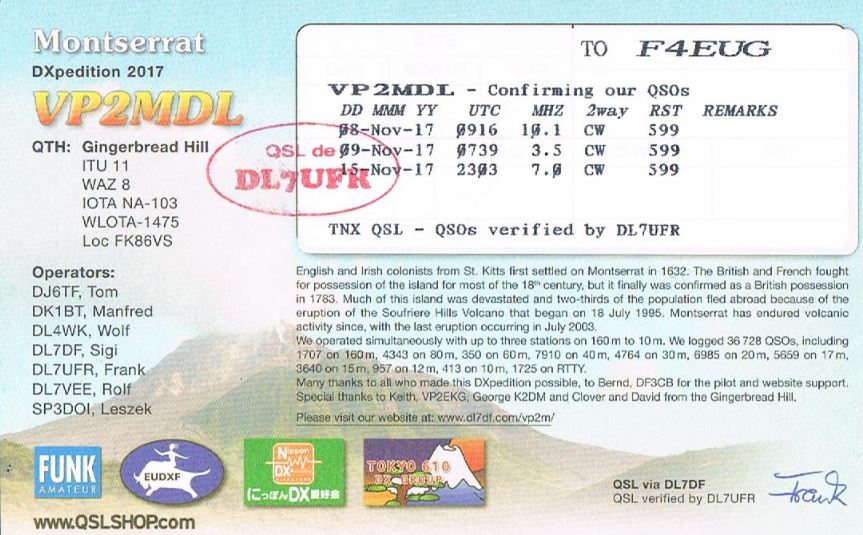 Montserrat
DXpedition 2017
VP2MDL
QTH: Gingerbread Hill
ITU 11
WAZ 8
IOTA NA-103
WLOTA-1475
Loc FK86VS
TO F4EUG
VP2MDL - Confirming our QSOs
DD MMM YY UTC MHZ 2way RST REMARKS
08-Nov-17 0916 10.1 CW 599
09-Nov-17 0739 3.5 CW 599
15-Nov-17 2303 7.0 CW 599
TNX QSL - QSOs verified by DL7UFR
QSL de
DL7UFR
Operators:
DJ6TF, Tom
DK1BT, Manfred
DL4WK, Wolf
DL7DF, Sigi
DL7UFR, Frank
DL7VEE, Rolf
SP3DOI, Leszek
English and Irish colonists from St. Kitts first settled on Montserrat in 1632. The British and French fought
for possession of the island for most of the 18th century, but it finally was confirmed as a British possession
in 1783. Much of this island was devastated and two-thirds of the population fled abroad because of the
eruption of the Soufriere Hills Volcano that began on 18 July 1995. Montserrat has endured volcanic
activity since, with the last eruption occurring in July 2003.
We operated simultaneously with up to three stations on 160 m to 10 m. We logged 36 728 QSOs, including
1707 on 160 m, 4343 on 80 m, 350 on 60 m, 7910 on 40 m, 4764 on 30 m, 6985 on 20 m, 5659 on 17 m,
3640 on 15 m, 957 on 12 m, 413 on 10 m, 1725 on RTTY.
Many thanks to all who made this DXpedition possible, to Bernd, DF3CB for the pilot and website support.
Special thanks to Keith, VP2EKG, George K2DM and Clover and David from the Gingerbread Hill.
Please visit our website at: www.dl7df.com/vp2m/
FUNK
AMATEUR
EUDXF
Nippon
DX
にっぽんDX愛好会
TOKYO 610
DX GROUP
QSL via DL7DF
QSL verified by DL7UFR
Frank
www.QSLSHOP.com